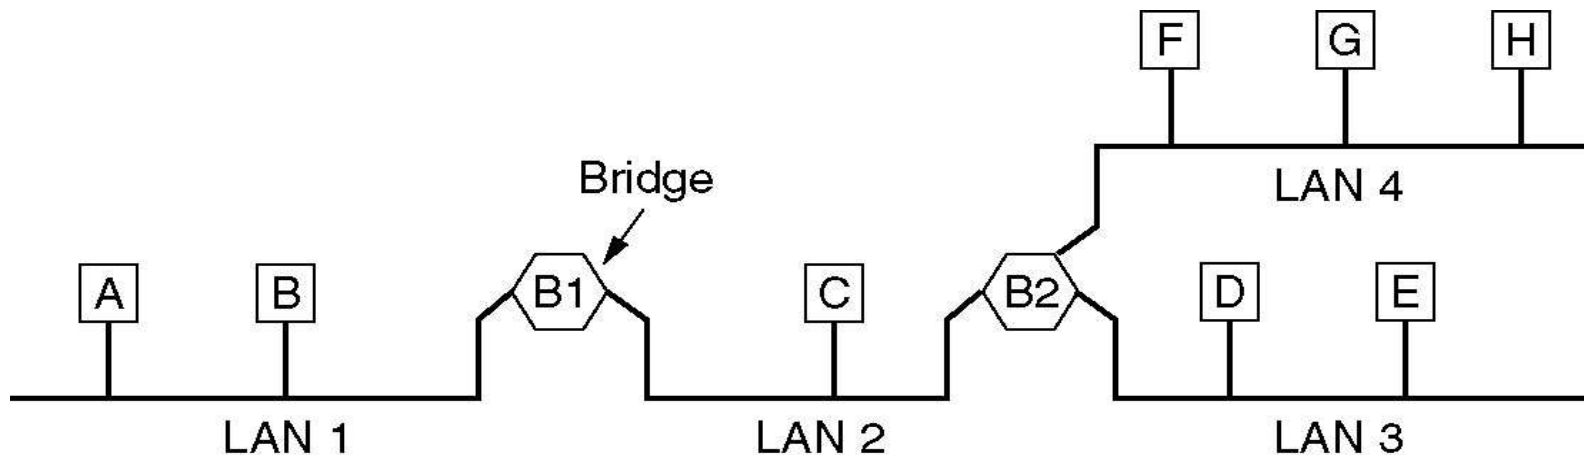 F G H
LAN 4
Bridge
A B B1 C B2 D E
LAN 1 LAN 2 LAN 3